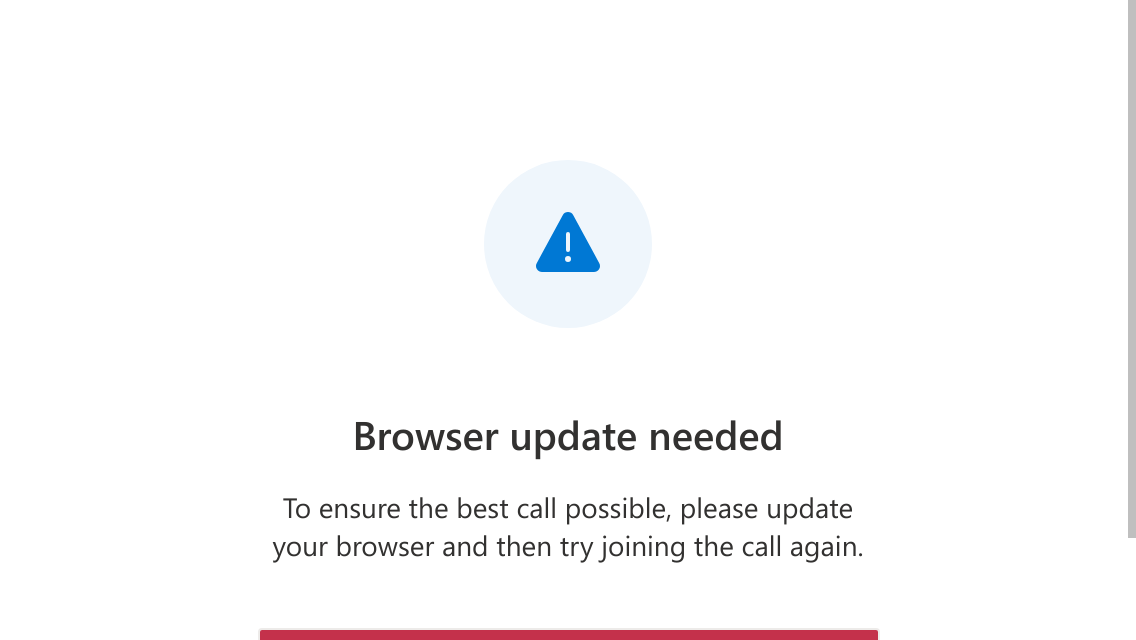 Browser update needed
To ensure the best call possible, please update
your browser and then try joining the call again.